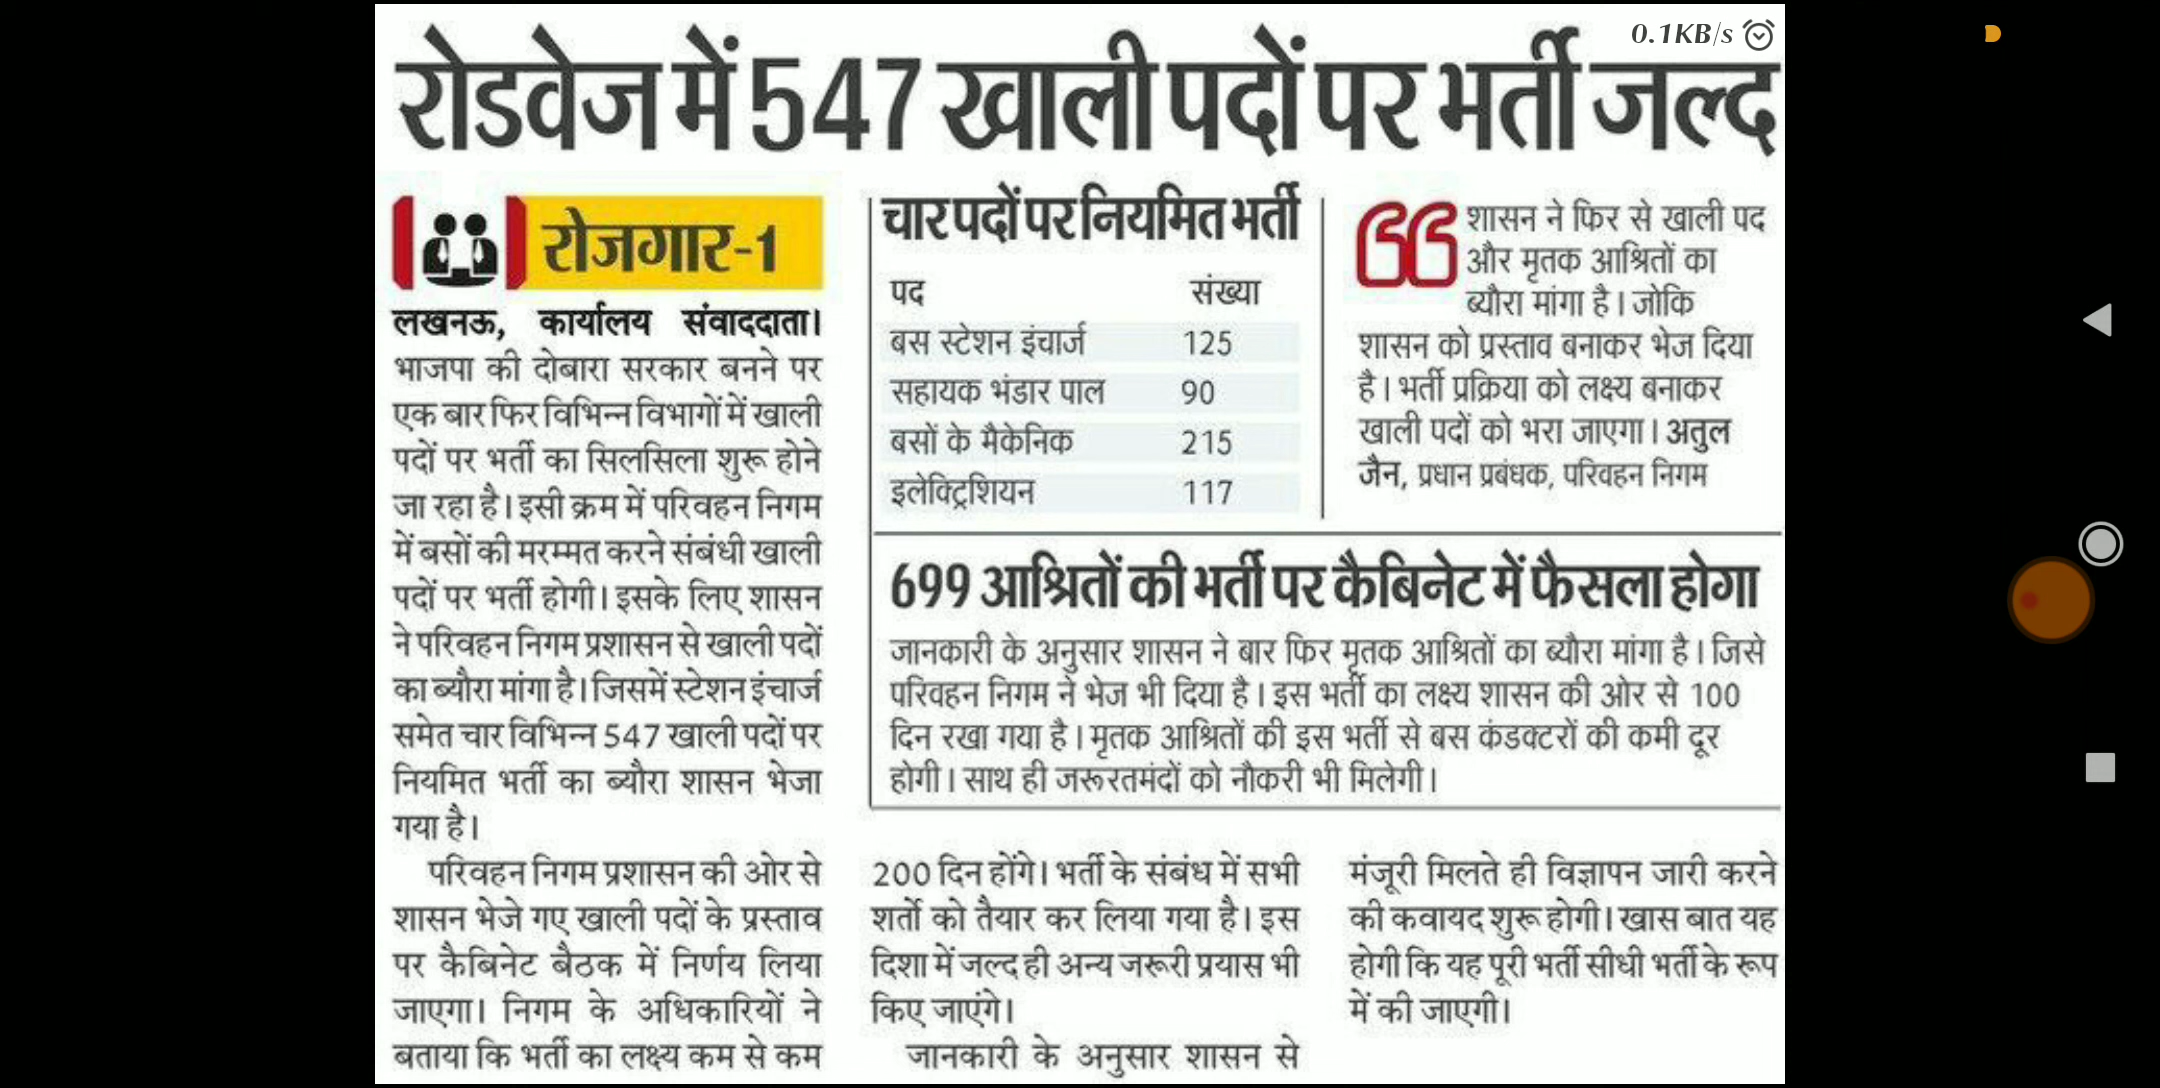 0.1KB/s
रोडवेज में 547 खाली पदों पर भर्ती जल्द
रोजगार-1
लखनऊ, कार्यालय संवाददाता।
भाजपा की दोबारा सरकार बनने पर
एक बार फिर विभिन्न विभागों में खाली
पदों पर भर्ती का सिलसिला शुरू होने
जा रहा है। इसी क्रम में परिवहन निगम
में बसों की मरम्मत करने संबंधी खाली
पदों पर भर्ती होगी। इसके लिए शासन
ने परिवहन निगम प्रशासन से खाली पदों
का ब्यौरा मांगा है। जिसमें स्टेशन इंचार्ज
समेत चार विभिन्न 547 खाली पदों पर
नियमित भर्ती का ब्यौरा शासन भेजा
गया है।
परिवहन निगम प्रशासन की ओर से
शासन भेजे गए खाली पदों के प्रस्ताव
पर कैबिनेट बैठक में निर्णय लिया
जाएगा। निगम के अधिकारियों ने
बताया कि भर्ती का लक्ष्य कम से कम
चार पदों पर नियमित भर्ती
पद संख्या
बस स्टेशन इंचार्ज 125
सहायक भंडार पाल 90
बसों के मैकेनिक 215
इलेक्ट्रिशियन 117
शासन ने फिर से खाली पद
और मृतक आश्रितों का
ब्यौरा मांगा है। जोकि
शासन को प्रस्ताव बनाकर भेज दिया
है। भर्ती प्रक्रिया को लक्ष्य बनाकर
खाली पदों को भरा जाएगा। अतुल
जैन, प्रधान प्रबंधक, परिवहन निगम
699 आश्रितों की भर्ती पर कैबिनेट में फैसला होगा
जानकारी के अनुसार शासन ने बार फिर मृतक आश्रितों का ब्यौरा मांगा है। जिसे
परिवहन निगम ने भेज भी दिया है। इस भर्ती का लक्ष्य शासन की ओर से 100
दिन रखा गया है। मृतक आश्रितों की इस भर्ती से बस कंडक्टरों की कमी दूर
होगी। साथ ही जरूरतमंदों को नौकरी भी मिलेगी।
200 दिन होंगे। भर्ती के संबंध में सभी
शर्तो को तैयार कर लिया गया है। इस
दिशा में जल्द ही अन्य जरूरी प्रयास भी
किए जाएंगे।
जानकारी के अनुसार शासन से
मंजूरी मिलते ही विज्ञापन जारी करने
की कवायद शुरू होगी। खास बात यह
होगी कि यह पूरी भर्ती सीधी भर्ती के रूप
में की जाएगी।